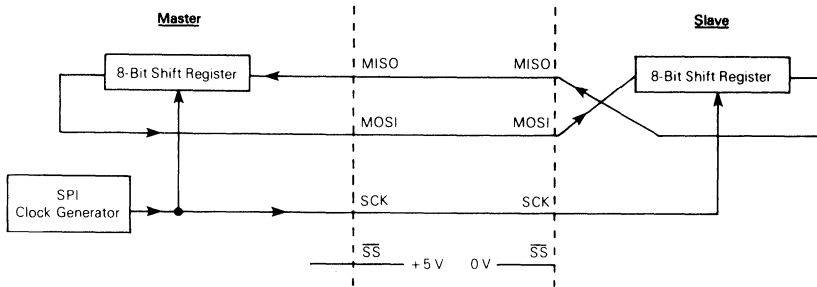 Master
Slave
8-Bit Shift Register
MISO
MISO
8-Bit Shift Register
MOSI
MOSI
SPI
Clock Generator
SCK
SCK
SS
+5 V
0 V
SS